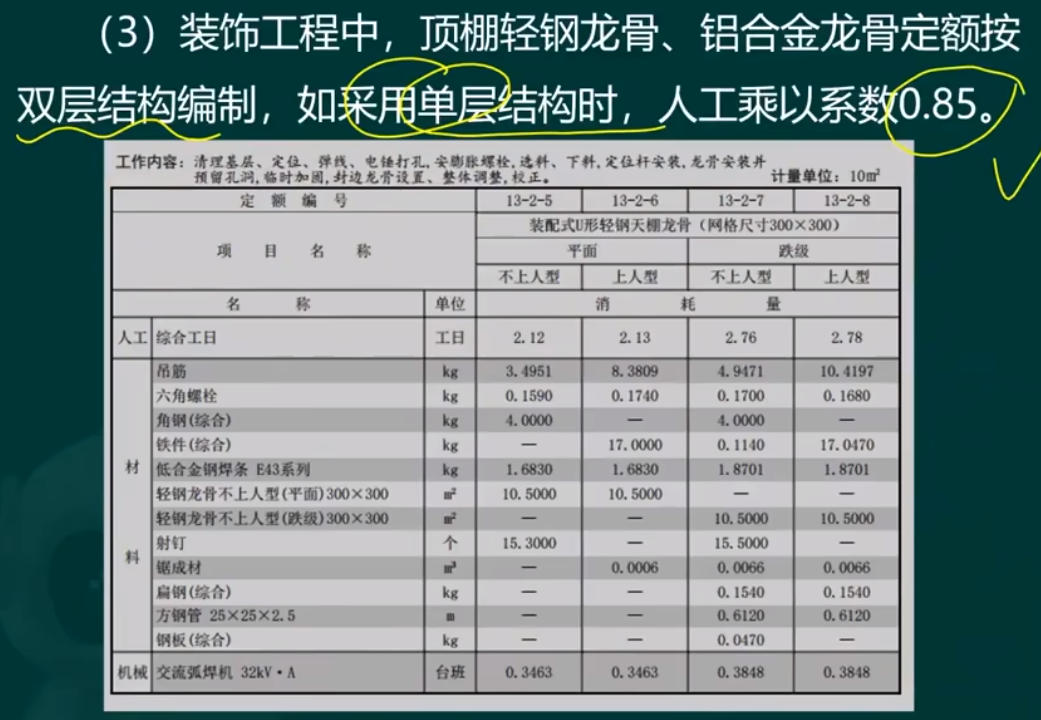 (3)装饰工程中，顶棚轻钢龙骨、铝合金龙骨定额按
双层结构编制，如采用单层结构时，人工乘以系数0.85。
工作内容：清理基层、定位、弹线、电锤打孔,安膨胀螺栓,选料、下料,定位杆安装,龙骨安装并
预留孔洞,临时加固,封边龙骨设置、整体调整,校正。 计量单位：10㎡
定额编号 13-2-5 13-2-6 13-2-7 13-2-8
装配式U形轻钢天棚龙骨（网格尺寸300×300）
项目名称 平面 跌级
不上人型 上人型 不上人型 上人型
名称 单位 消耗量
人工 综合工日 工日 2.12 2.13 2.76 2.78
吊筋 kg 3.4951 8.3809 4.9471 10.4197
六角螺栓 kg 0.1590 0.1740 0.1700 0.1680
角钢(综合) kg 4.0000 — 4.0000 —
铁件(综合) kg — 17.0000 0.1140 17.0470
材料 低合金钢焊条 E43系列 kg 1.6830 1.6830 1.8701 1.8701
轻钢龙骨不上人型(平面)300×300 ㎡ 10.5000 10.5000 — —
轻钢龙骨不上人型(跌级)300×300 ㎡ — — 10.5000 10.5000
射钉 个 15.3000 — 15.5000 —
锯成材 m³ — 0.0006 0.0066 0.0066
扁钢(综合) kg — — 0.1540 0.1540
方钢管 25×25×2.5 m — — 0.6120 0.6120
钢板(综合) kg — — 0.0470 —
机械 交流弧焊机 32kV·A 台班 0.3463 0.3463 0.3848 0.3848